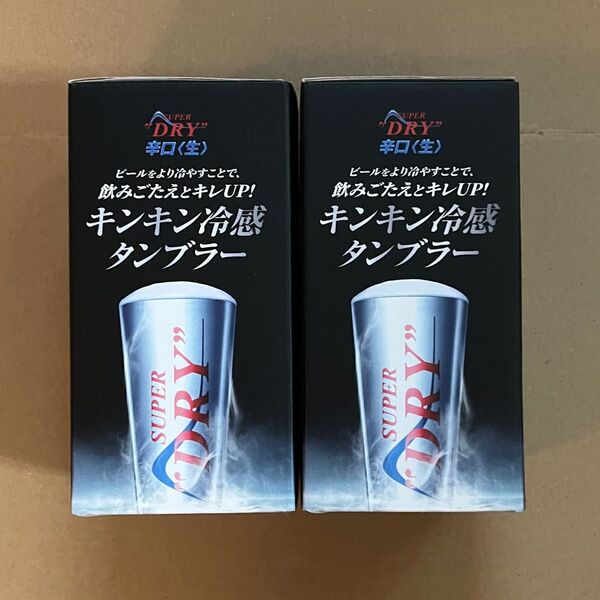 SUPER
"DRY"
辛口〈生〉
ビールをより冷やすことで、
飲みごたえとキレUP!
キンキン冷感
タンブラー
SUPER
"DRY"
SUPER
"DRY"
辛口〈生〉
ビールをより冷やすことで、
飲みごたえとキレUP!
キンキン冷感
タンブラー
SUPER
"DRY"